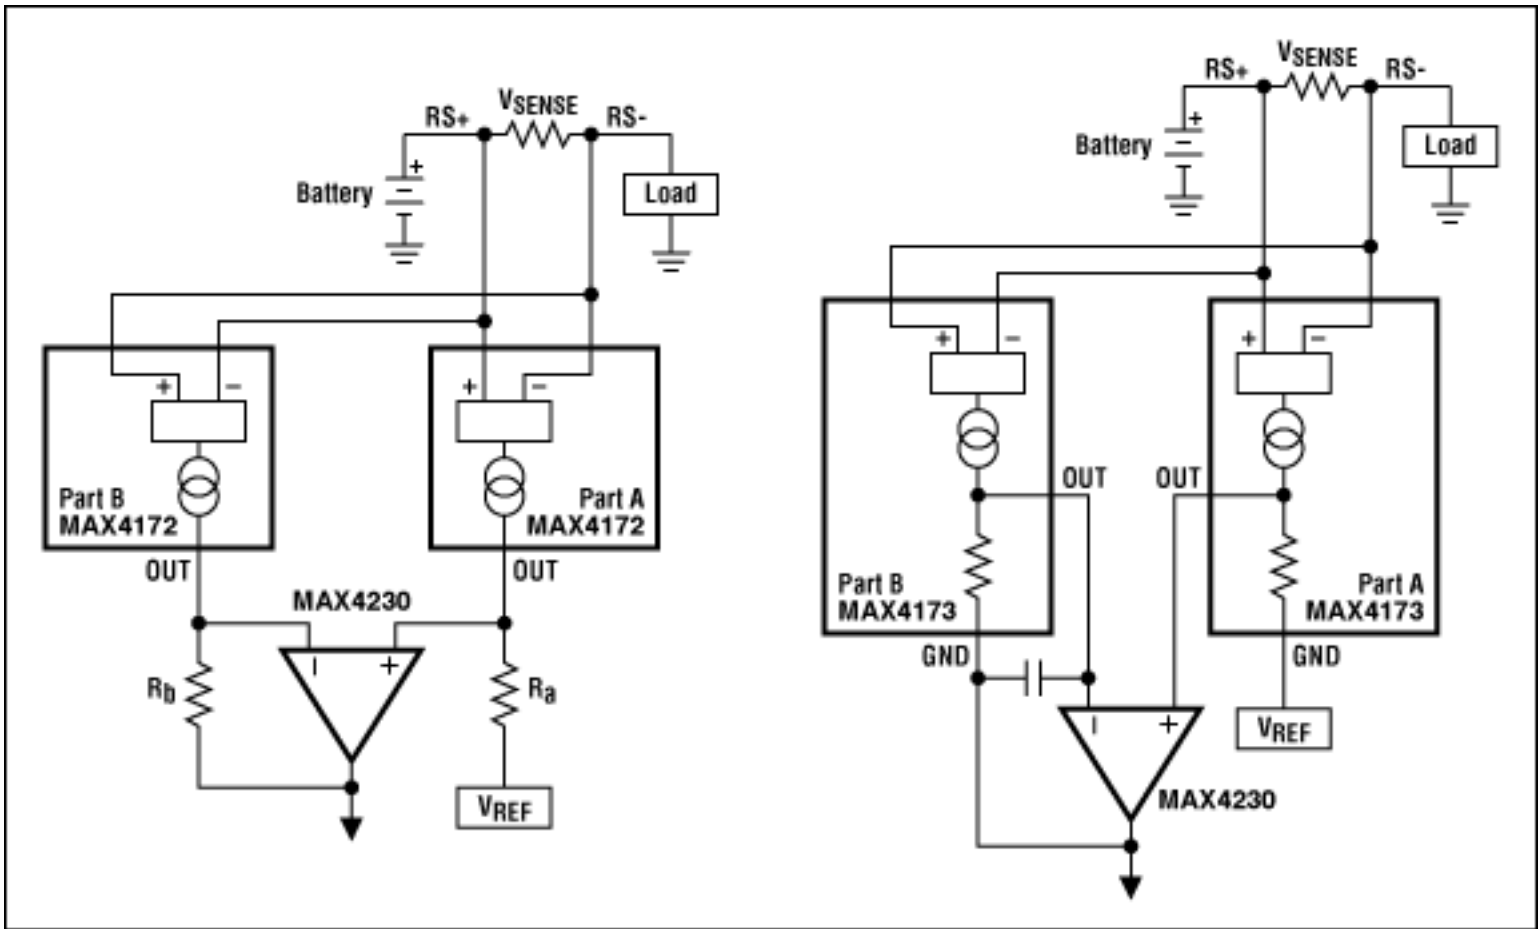 VSENSE
RS+
RS-
+
Battery
Load
+
−
+
−
Part B
MAX4172
Part A
MAX4172
OUT
OUT
MAX4230
−
+
Rb
Ra
VREF
VSENSE
RS+
RS-
+
Battery
Load
+
−
+
−
OUT
OUT
Part B
MAX4173
Part A
MAX4173
GND
GND
−
+
VREF
MAX4230